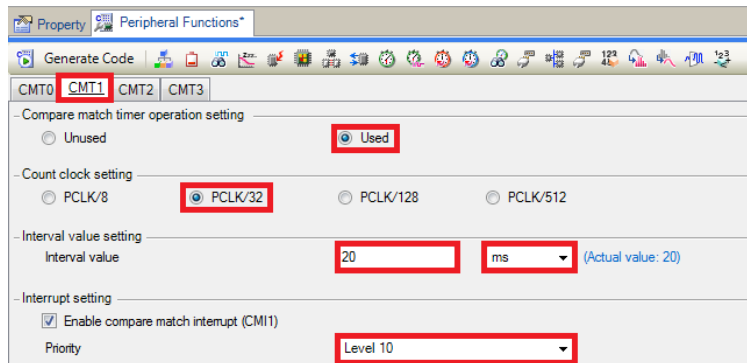 Property Peripheral Functions*
Generate Code
CMT0 CMT1 CMT2 CMT3
Compare match timer operation setting
Unused Used
Count clock setting
PCLK/8 PCLK/32 PCLK/128 PCLK/512
Interval value setting
Interval value 20 ms (Actual value: 20)
Interrupt setting
Enable compare match interrupt (CMI1)
Priority Level 10